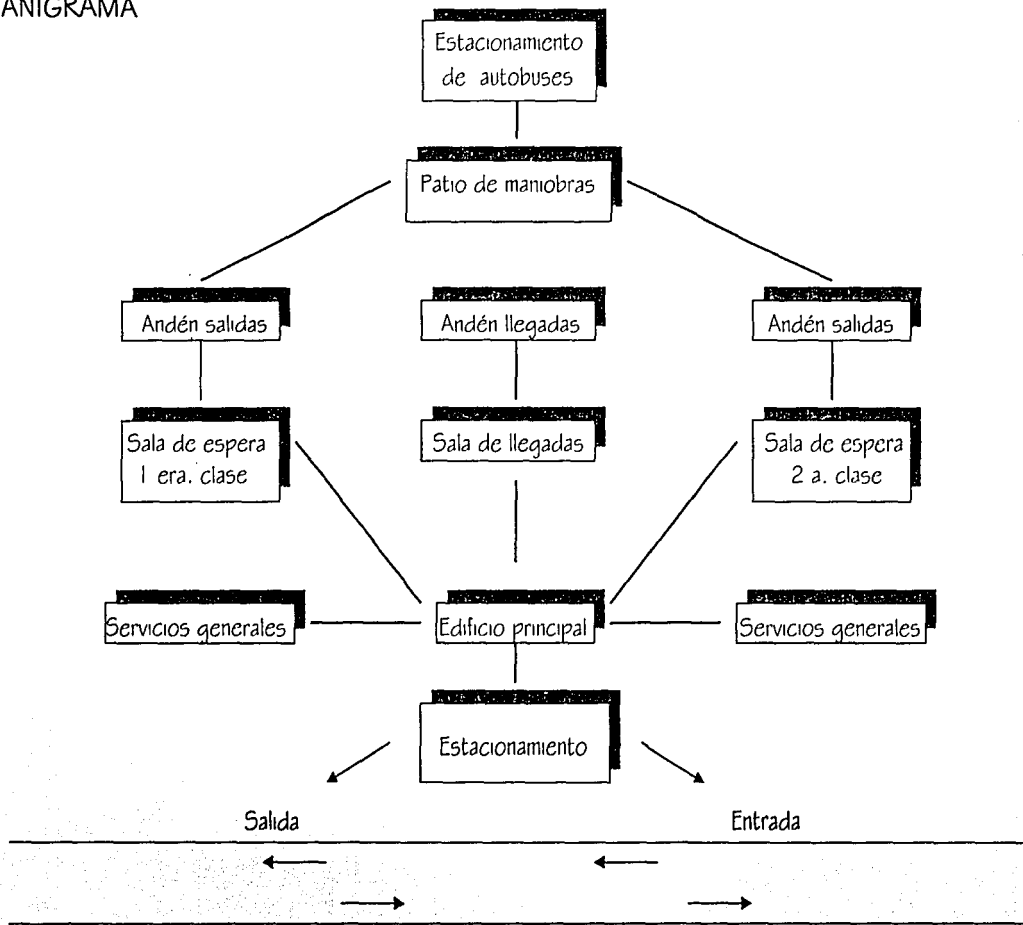 ANIGRAMA
Estacionamiento
de autobuses
Patio de maniobras
Andén salidas
Andén llegadas
Andén salidas
Sala de espera
1 era. clase
Sala de llegadas
Sala de espera
2 a. clase
Servicios generales
Edificio principal
Servicios generales
Estacionamiento
Salida
Entrada